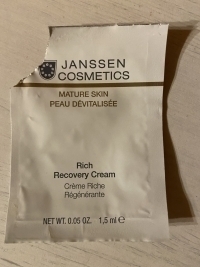 JANSSEN
COSMETICS
MATURE SKIN
PEAU DÉVITALISÉE
Rich
Recovery Cream
Crème Riche
Régénérante
NET WT. 0.05 OZ. 1,5 ml ℮